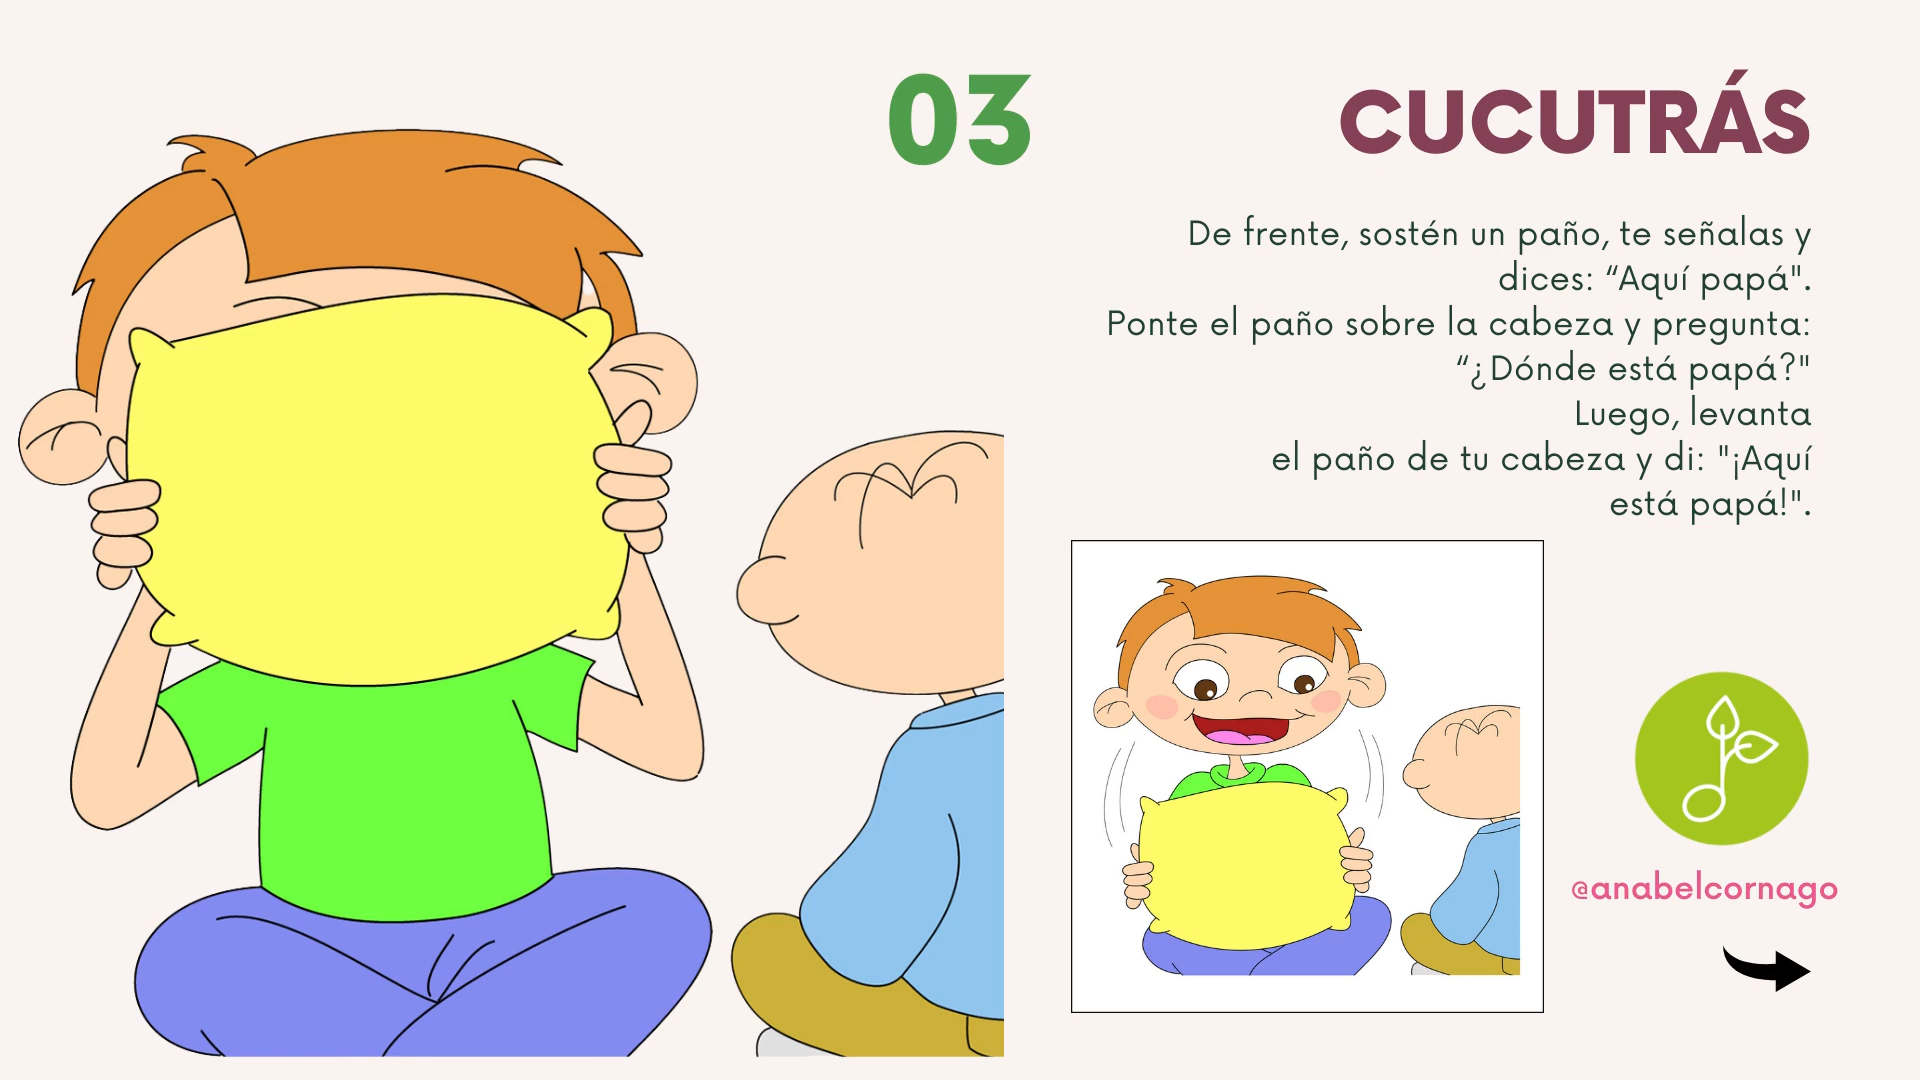 03
CUCUTRÁS
De frente, sostén un paño, te señalas y
dices: “Aquí papá".
Ponte el paño sobre la cabeza y pregunta:
“¿Dónde está papá?"
Luego, levanta
el paño de tu cabeza y di: "¡Aquí
está papá!".
@anabelcornago